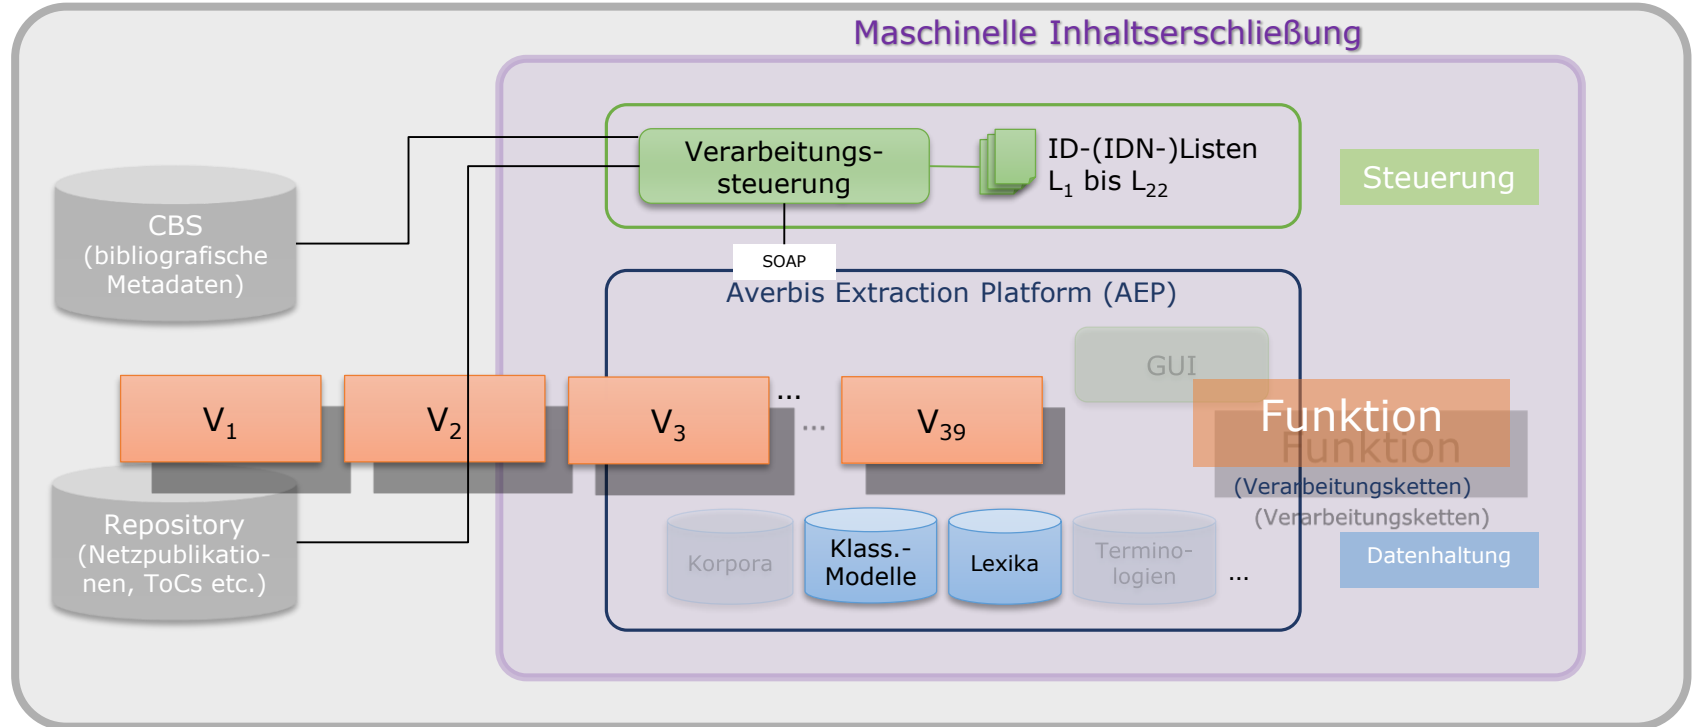 Maschinelle Inhaltserschließung
Verarbeitungs-
steuerung
ID-(IDN-)Listen
L1 bis L22
Steuerung
CBS
(bibliografische
Metadaten)
SOAP
Averbis Extraction Platform (AEP)
GUI
V1
V2
V3
...
...
V39
Funktion
Funktion
(Verarbeitungsketten)
(Verarbeitungsketten)
Repository
(Netzpublikatio-
nen, ToCs etc.)
Korpora
Klass.-
Modelle
Lexika
Termino-
logien
...
Datenhaltung